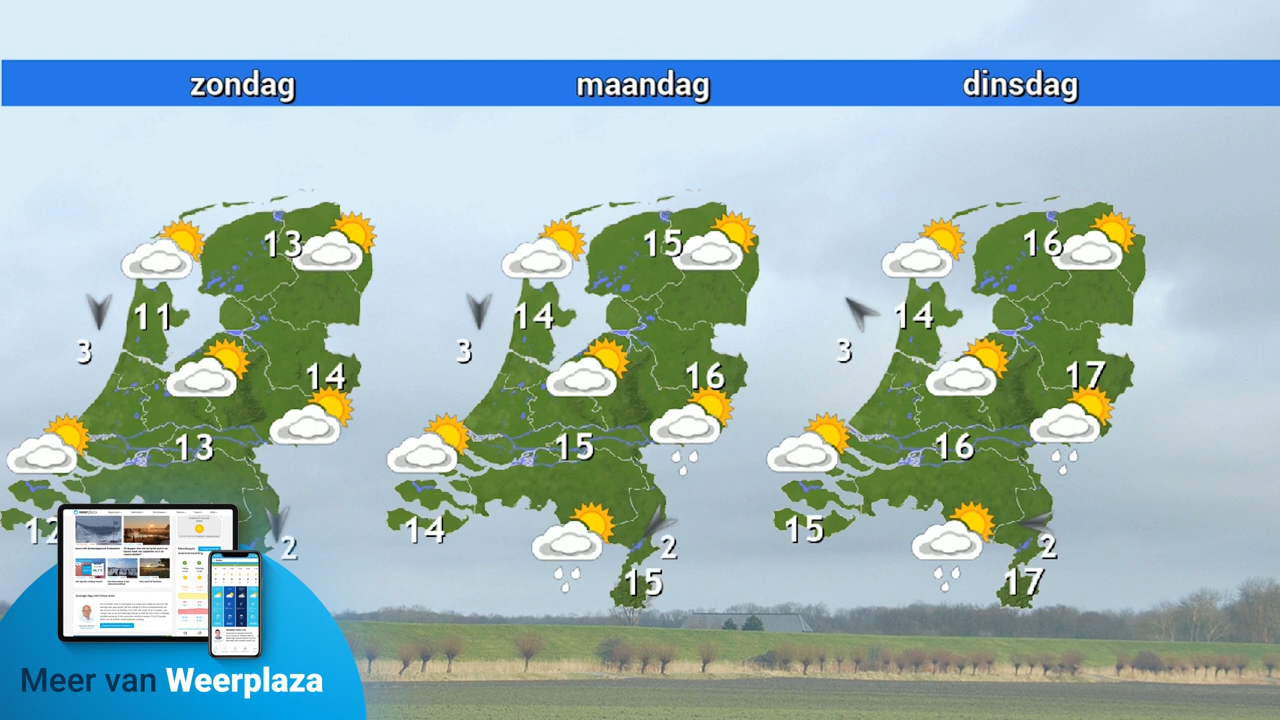 zondag maandag dinsdag
13 15 16
11 14 14
3 3 3
14 16 17
13 15 16
12 14 15
2 2 2
15 17
Meer van Weerplaza